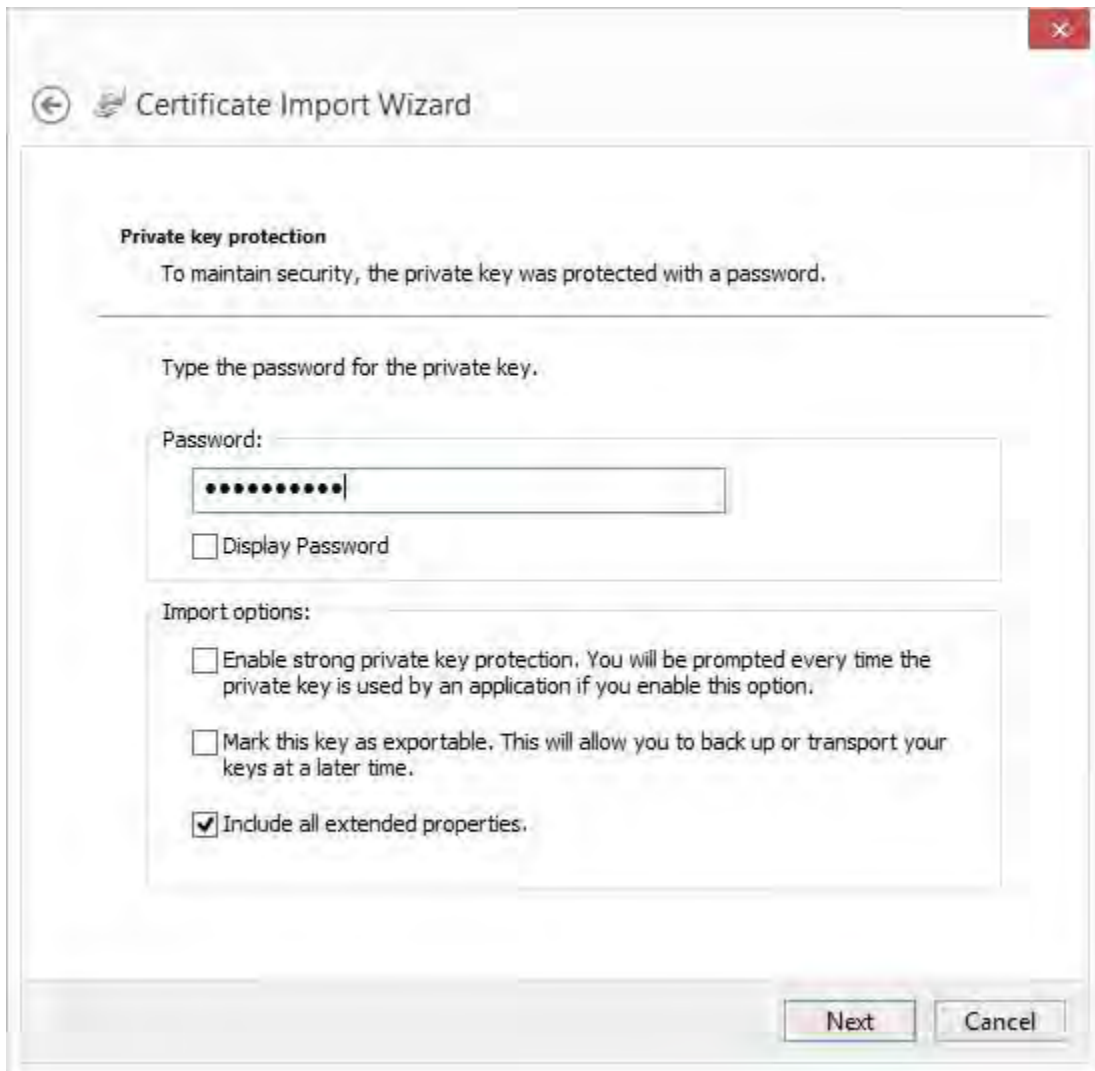 Certificate Import Wizard
Private key protection
To maintain security, the private key was protected with a password.
Type the password for the private key.
Password:
••••••••••
Display Password
Import options:
Enable strong private key protection. You will be prompted every time the
private key is used by an application if you enable this option.
Mark this key as exportable. This will allow you to back up or transport your
keys at a later time.
Include all extended properties.
Next Cancel